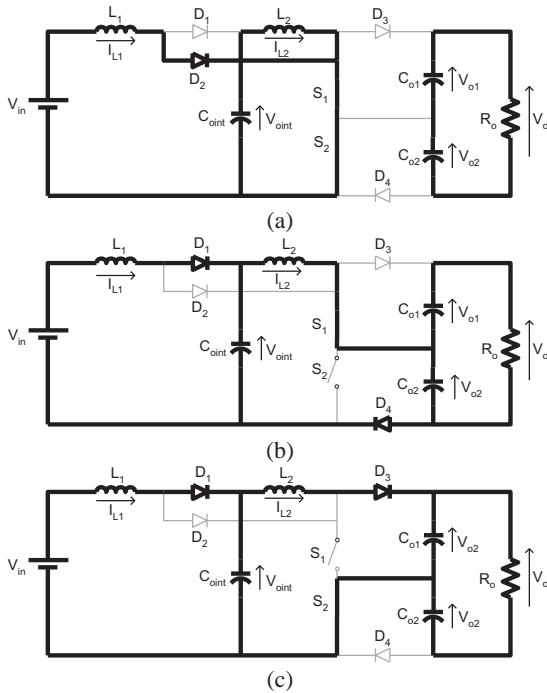 L1 D1 L2 D3
IL1 IL2
D2
Vin S1 Co1 Vo1
Coint Voint Ro Vo
S2 Co2 Vo2
D4
(a)
L1 D1 L2 D3
IL1 IL2
D2
Vin S1 Co1 Vo1
Coint Voint Ro Vo
S2 Co2 Vo2
D4
(b)
L1 D1 L2 D3
IL1 IL2
D2
Vin S1 Co1 Vo2
Coint Voint Ro Vo
S2 Co2 Vo2
D4
(c)